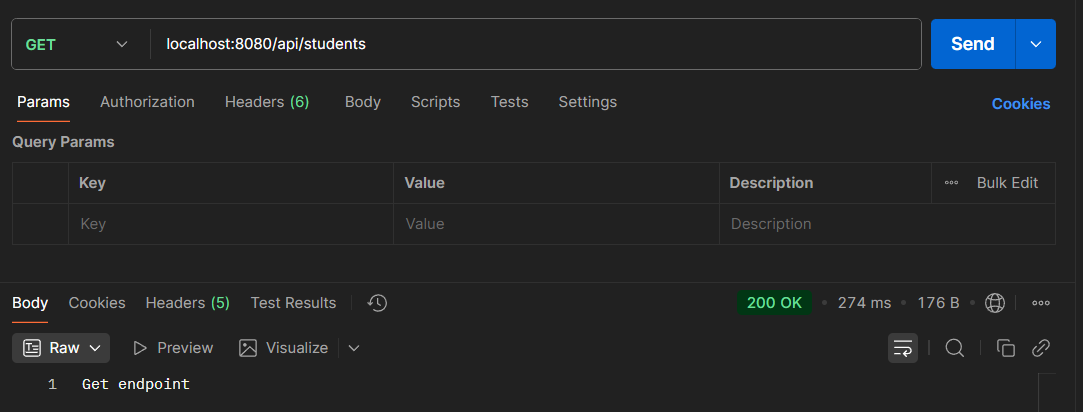 GET localhost:8080/api/students Send
Params Authorization Headers (6) Body Scripts Tests Settings Cookies
Query Params
Key Value Description Bulk Edit
Key Value Description
Body Cookies Headers (5) Test Results 200 OK 274 ms 176 B
Raw Preview Visualize
1 Get endpoint